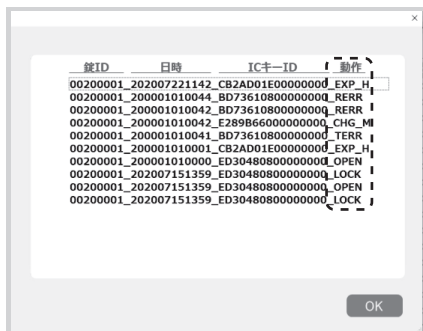 ×
錠ID 日時 ICキーID 動作
00200001_202007221142_CB2AD01E00000000_EXP_H
00200001_200001010044_BD73610800000000_RERR
00200001_200001010042_BD73610800000000_RERR
00200001_200001010042_E289B66000000000_CHG_M
00200001_200001010041_BD73610800000000_TERR
00200001_200001010001_CB2AD01E00000000_EXP_H
00200001_200001010000_ED30480800000000_OPEN
00200001_202007151359_ED30480800000000_LOCK
00200001_202007151359_ED30480800000000_OPEN
00200001_202007151359_ED30480800000000_LOCK
OK